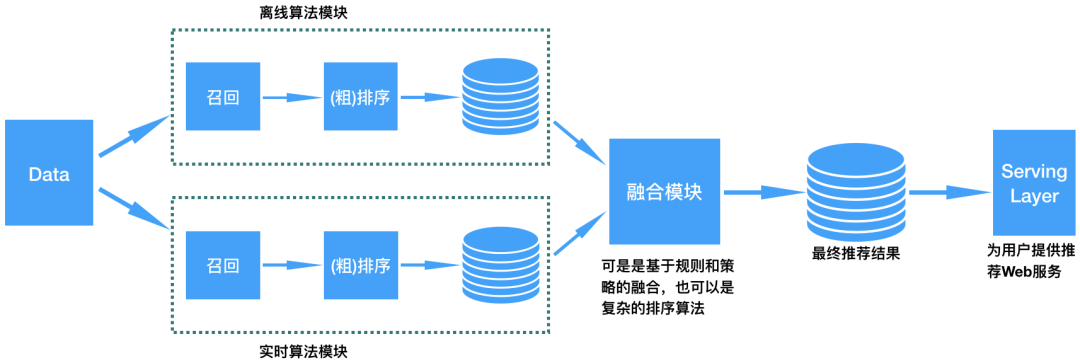 离线算法模块
召回
(粗)排序
Data
召回
(粗)排序
实时算法模块
融合模块
可是是基于规则和策
略的融合，也可以是
复杂的排序算法
最终推荐结果
Serving
Layer
为用户提供推
荐Web服务